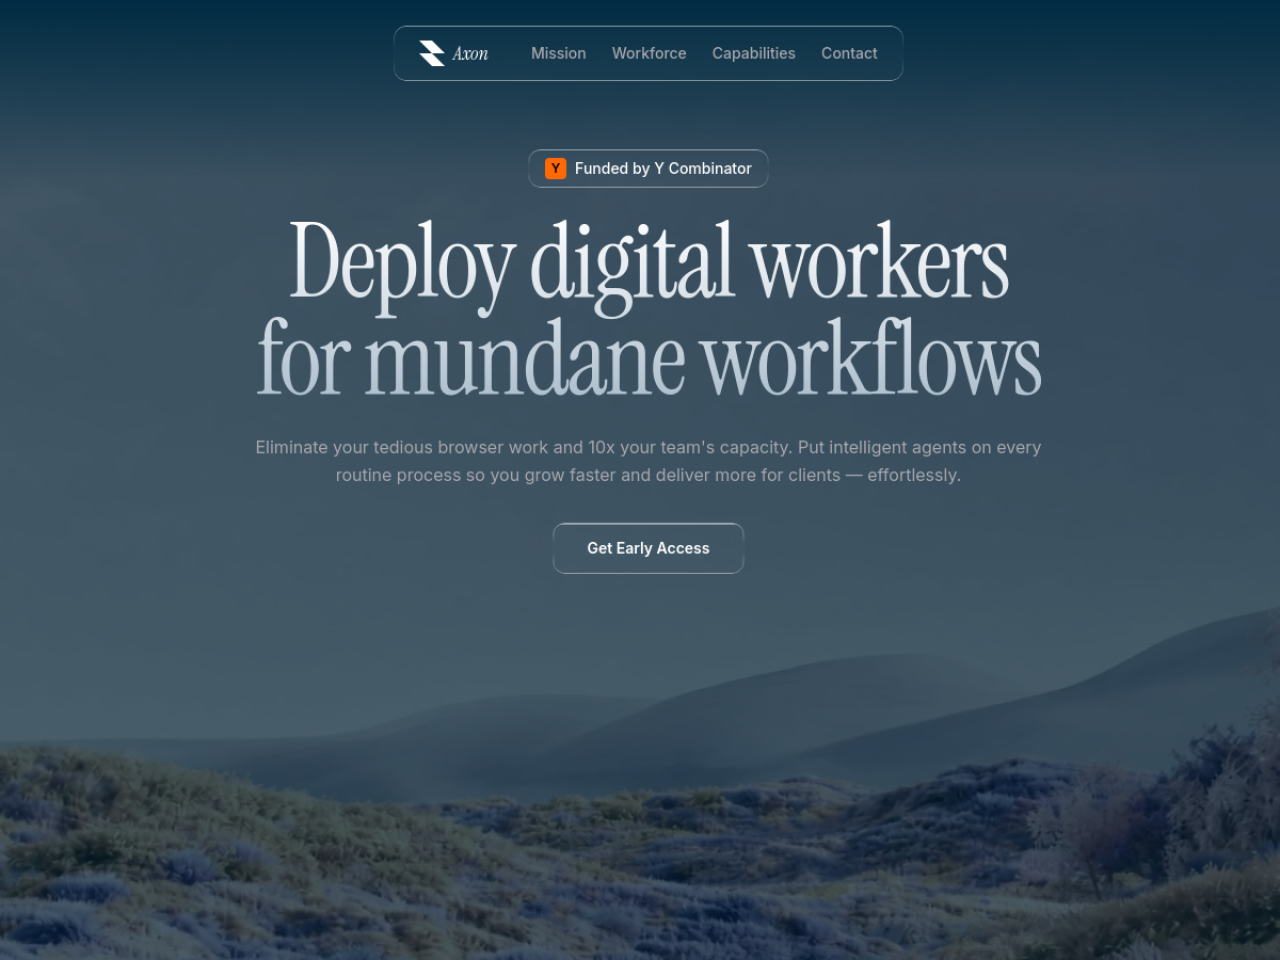 Axon
Mission
Workforce
Capabilities
Contact
Y
Funded by Y Combinator
Deploy digital workers
for mundane workflows
Eliminate your tedious browser work and 10x your team's capacity. Put intelligent agents on every
routine process so you grow faster and deliver more for clients — effortlessly.
Get Early Access